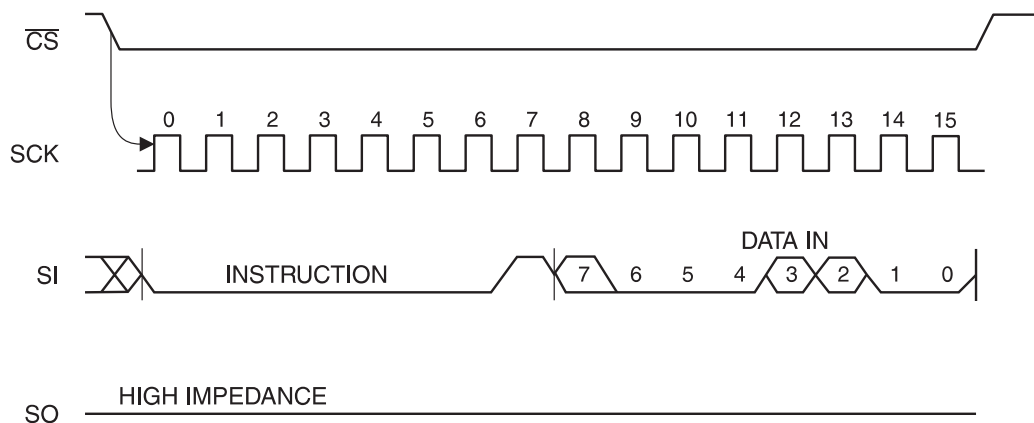 CS
0 1 2 3 4 5 6 7 8 9 10 11 12 13 14 15
SCK
DATA IN
SI
INSTRUCTION
7 6 5 4 3 2 1 0
HIGH IMPEDANCE
SO